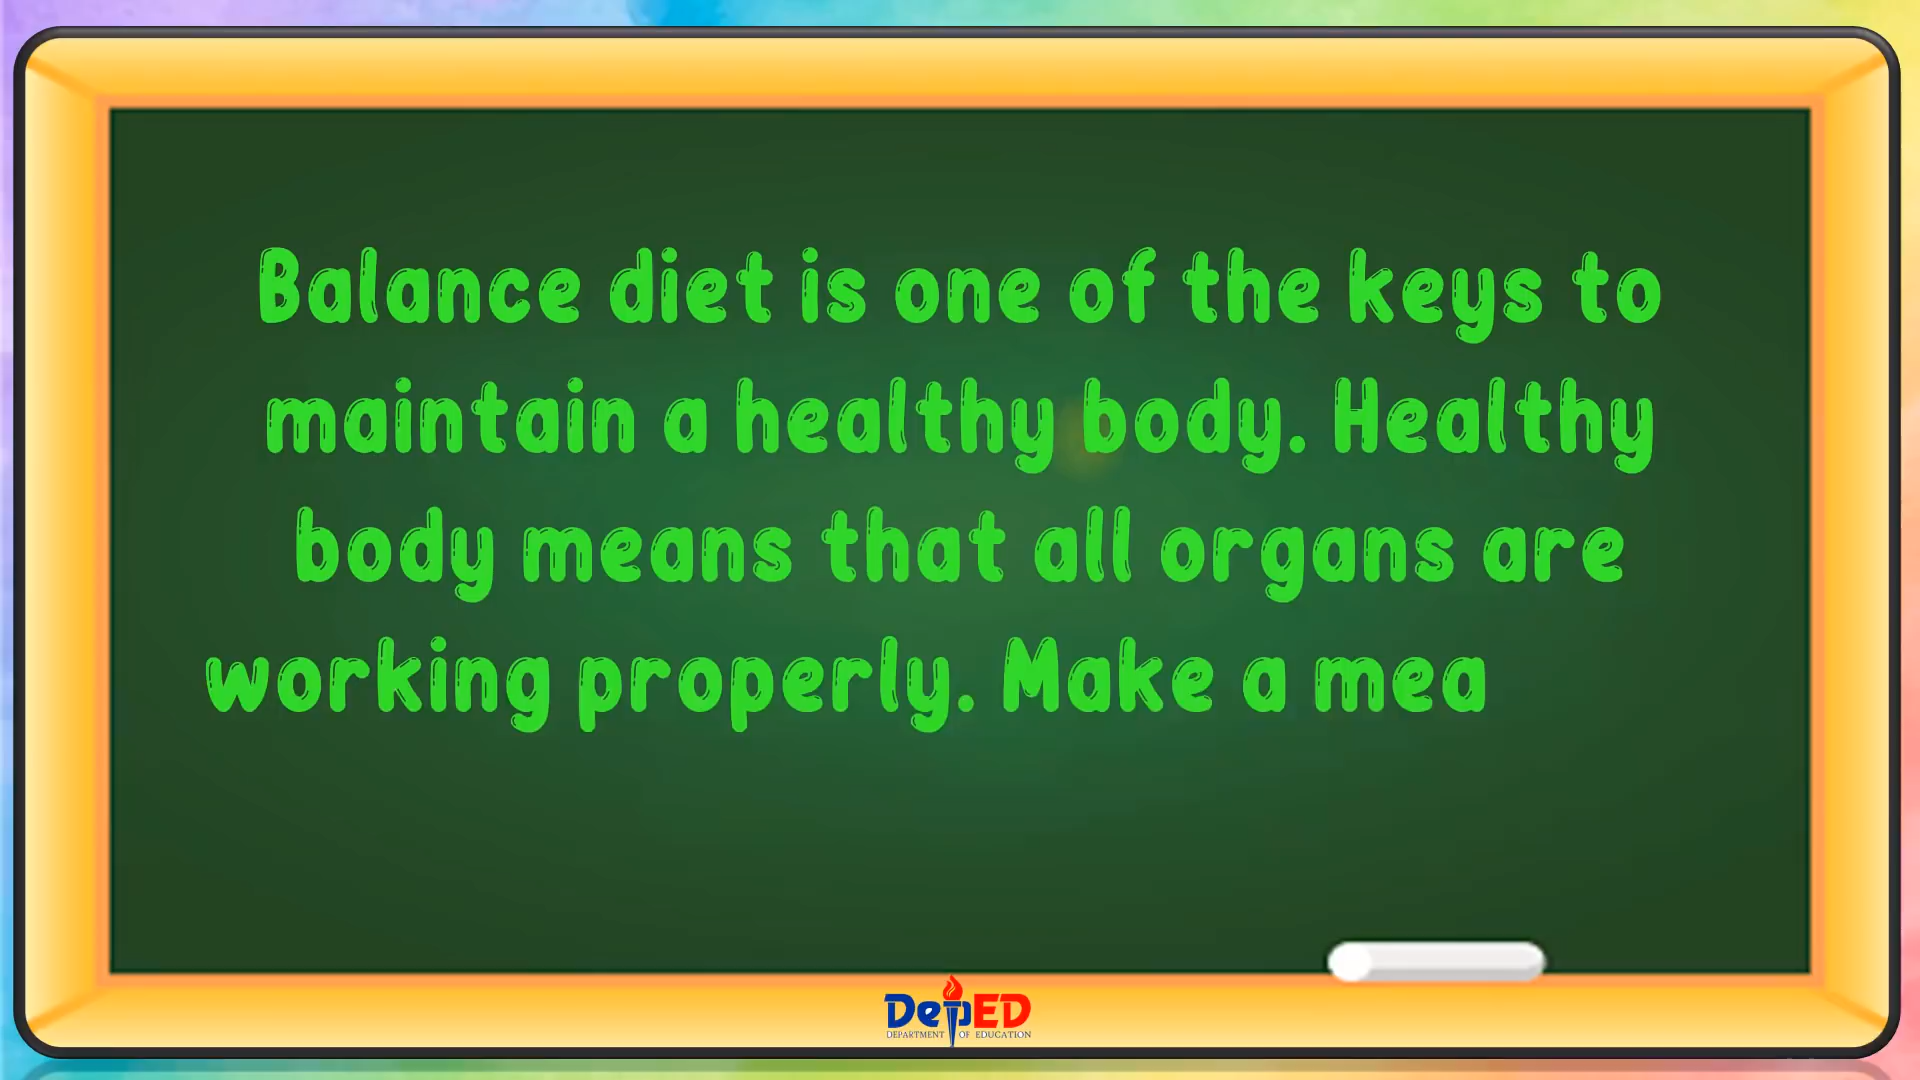 Balance diet is one of the keys to
maintain a healthy body. Healthy
body means that all organs are
working properly. Make a mea
DepED
DEPARTMENT OF EDUCATION